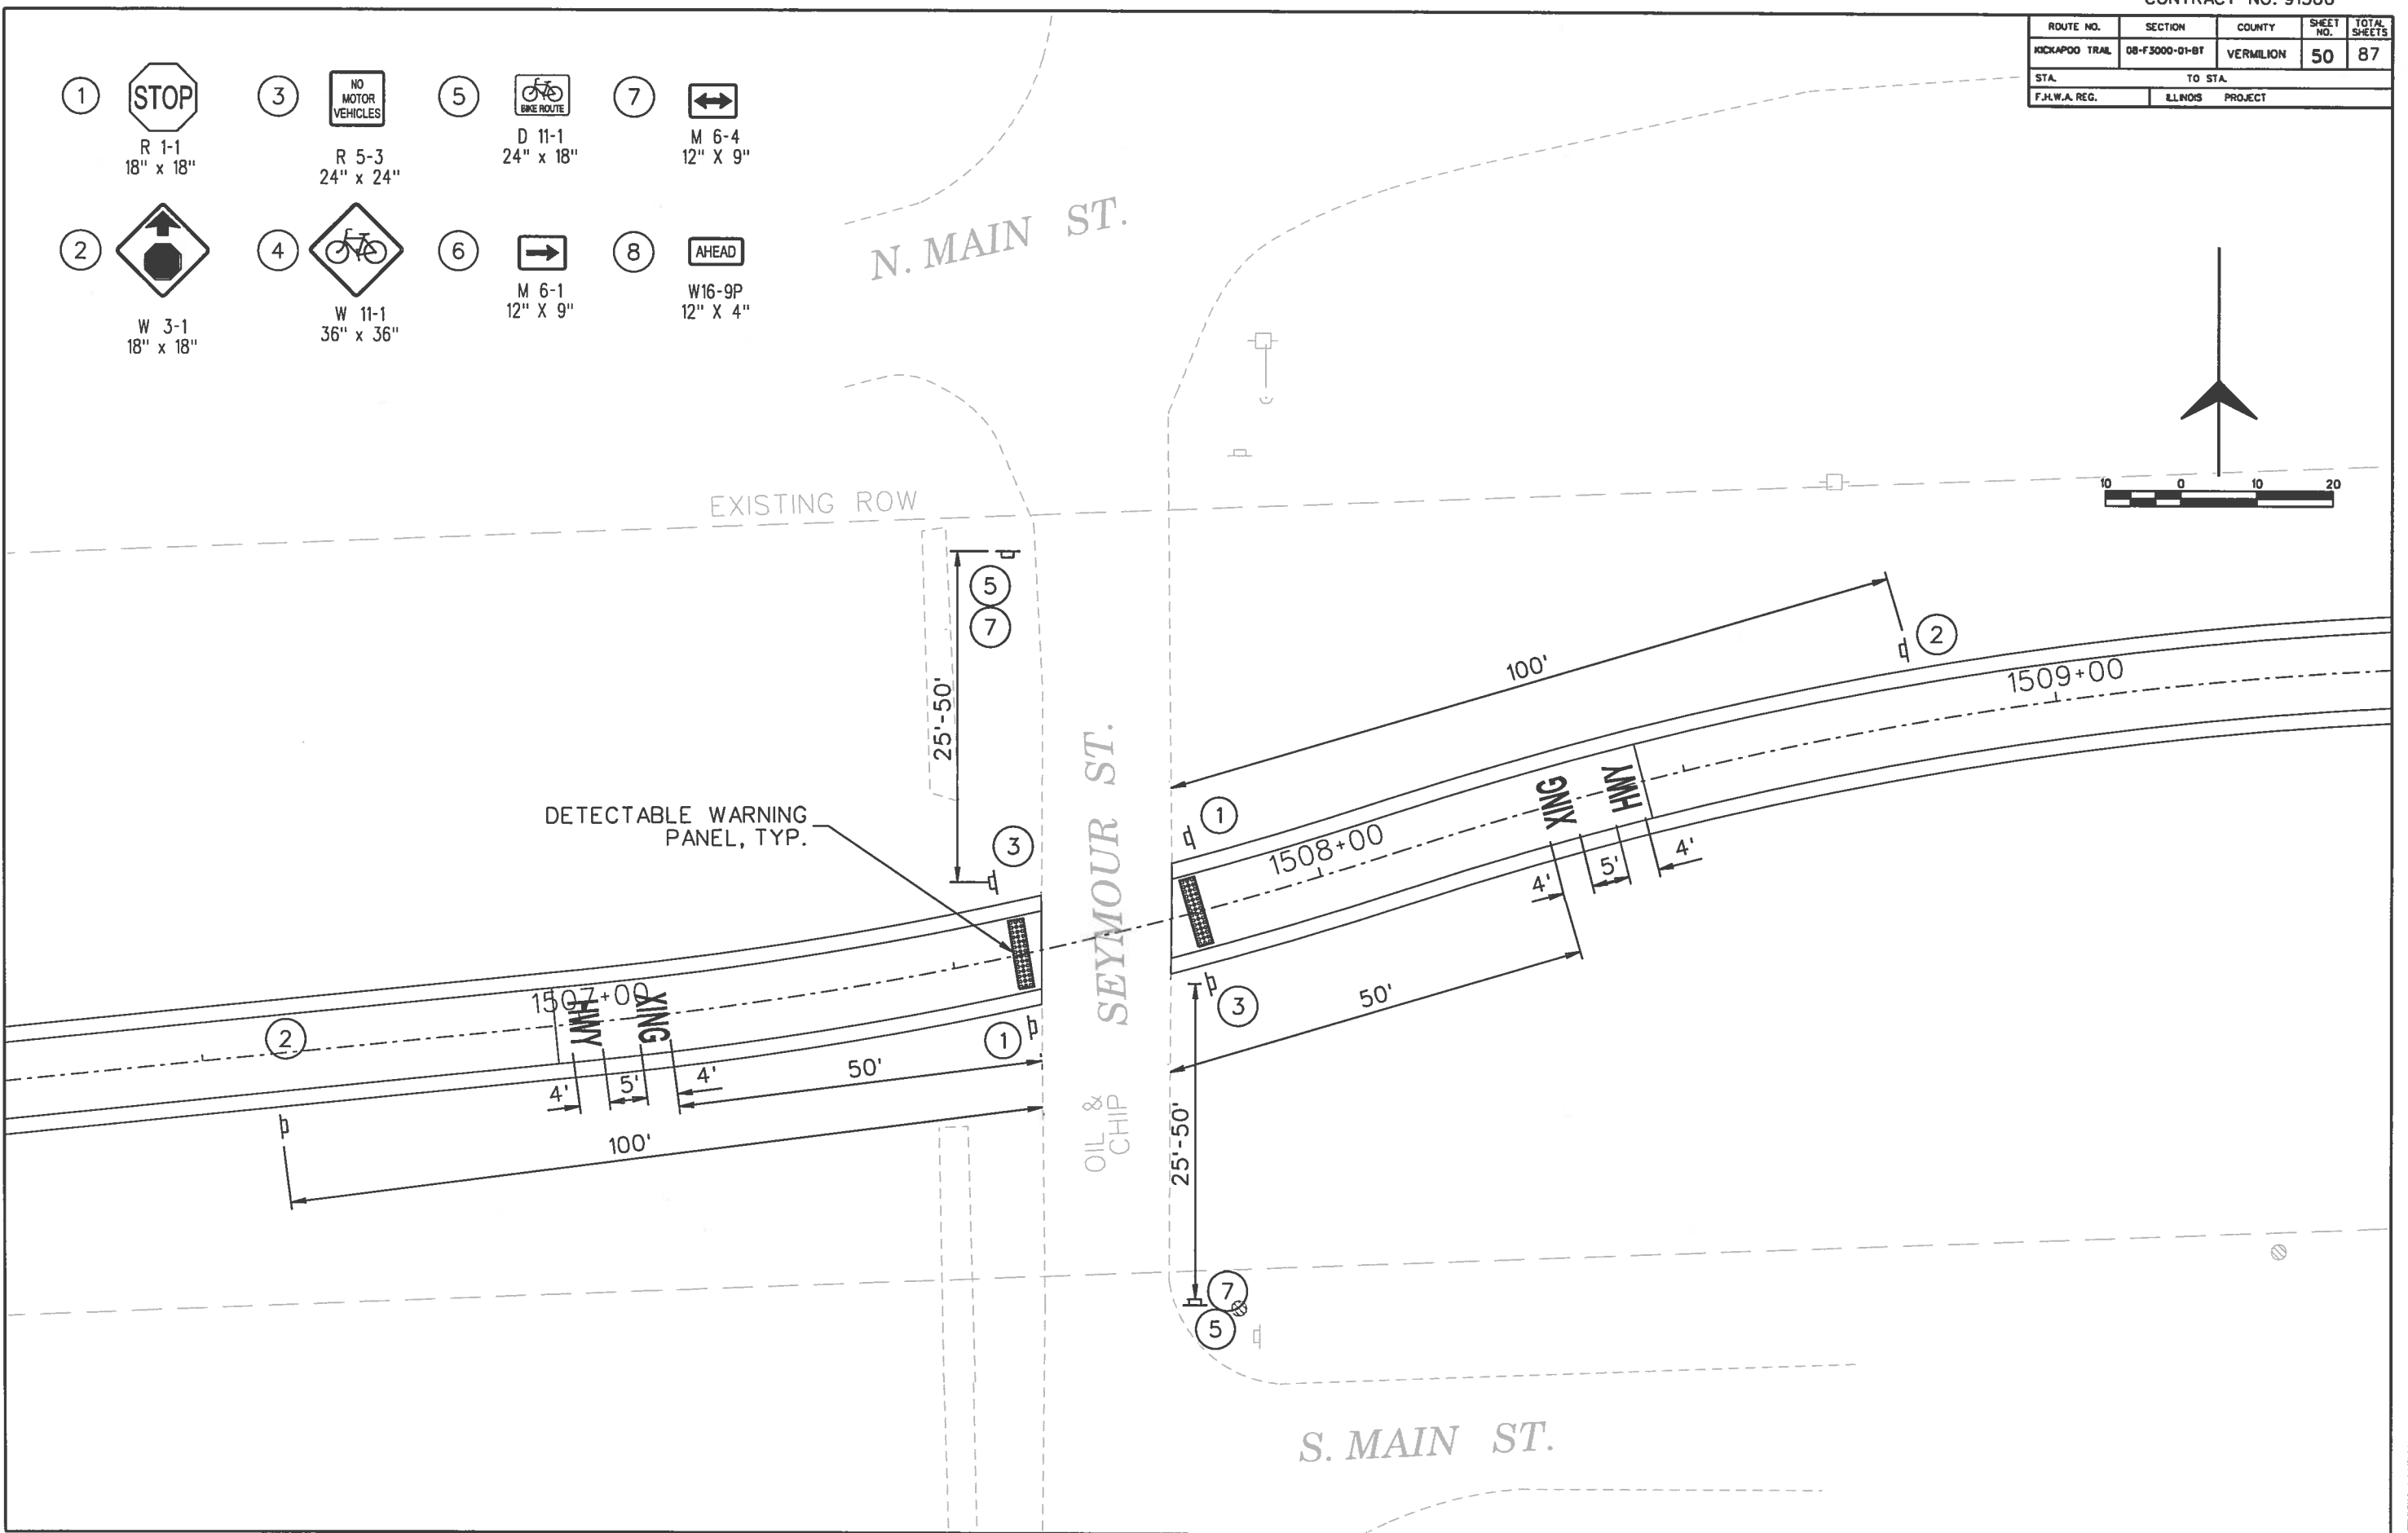 ROUTE NO. SECTION COUNTY SHEET NO. TOTAL SHEETS
KICKAPOO TRAIL 08-F3000-01-BT VERMILION 50 87
STA. TO STA.
F.H.W.A. REG. ILLINOIS PROJECT
1 STOP
R 1-1
18" x 18"
3 NO MOTOR VEHICLES
R 5-3
24" x 24"
5 BIKE ROUTE
D 11-1
24" x 18"
7
M 6-4
12" X 9"
2
W 3-1
18" x 18"
4
W 11-1
36" x 36"
6
M 6-1
12" X 9"
8 AHEAD
W16-9P
12" X 4"
N. MAIN ST.
10 0 10 20
EXISTING ROW
5
7
25'-50'
3
DETECTABLE WARNING
PANEL, TYP.
SEYMOUR ST.
OIL &
CHIP
100'
2
1509+00
1
1508+00
XING
HWY
4'
5'
4'
50'
3
1507+00
HWY
XING
2
1
4'
5'
4'
50'
100'
25'-50'
7
5
S. MAIN ST.